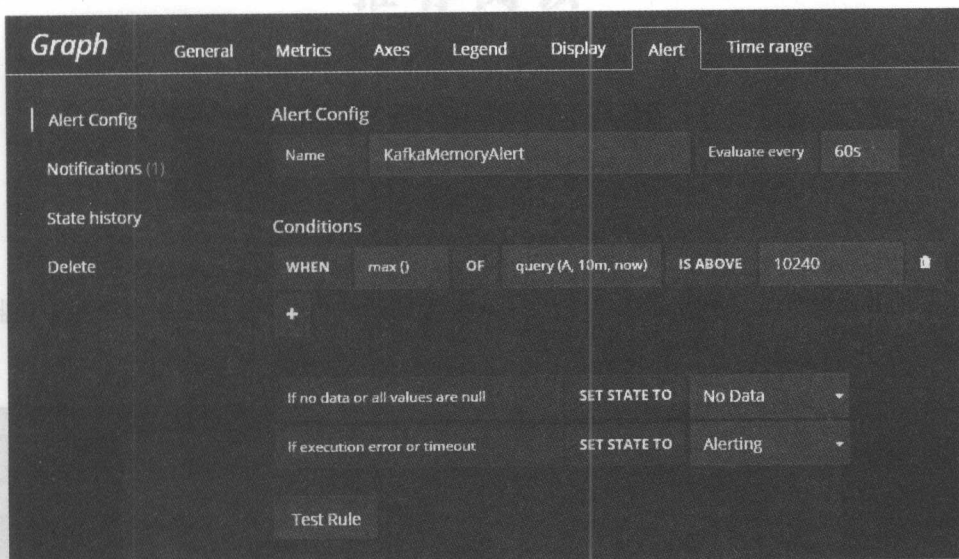 Graph General Metrics Axes Legend Display Alert Time range
Alert Config
Notifications (1)
State history
Delete
Alert Config
Name KafkaMemoryAlert Evaluate every 60s
Conditions
WHEN max () OF query (A, 10m, now) IS ABOVE 10240
+
If no data or all values are null SET STATE TO No Data
If execution error or timeout SET STATE TO Alerting
Test Rule